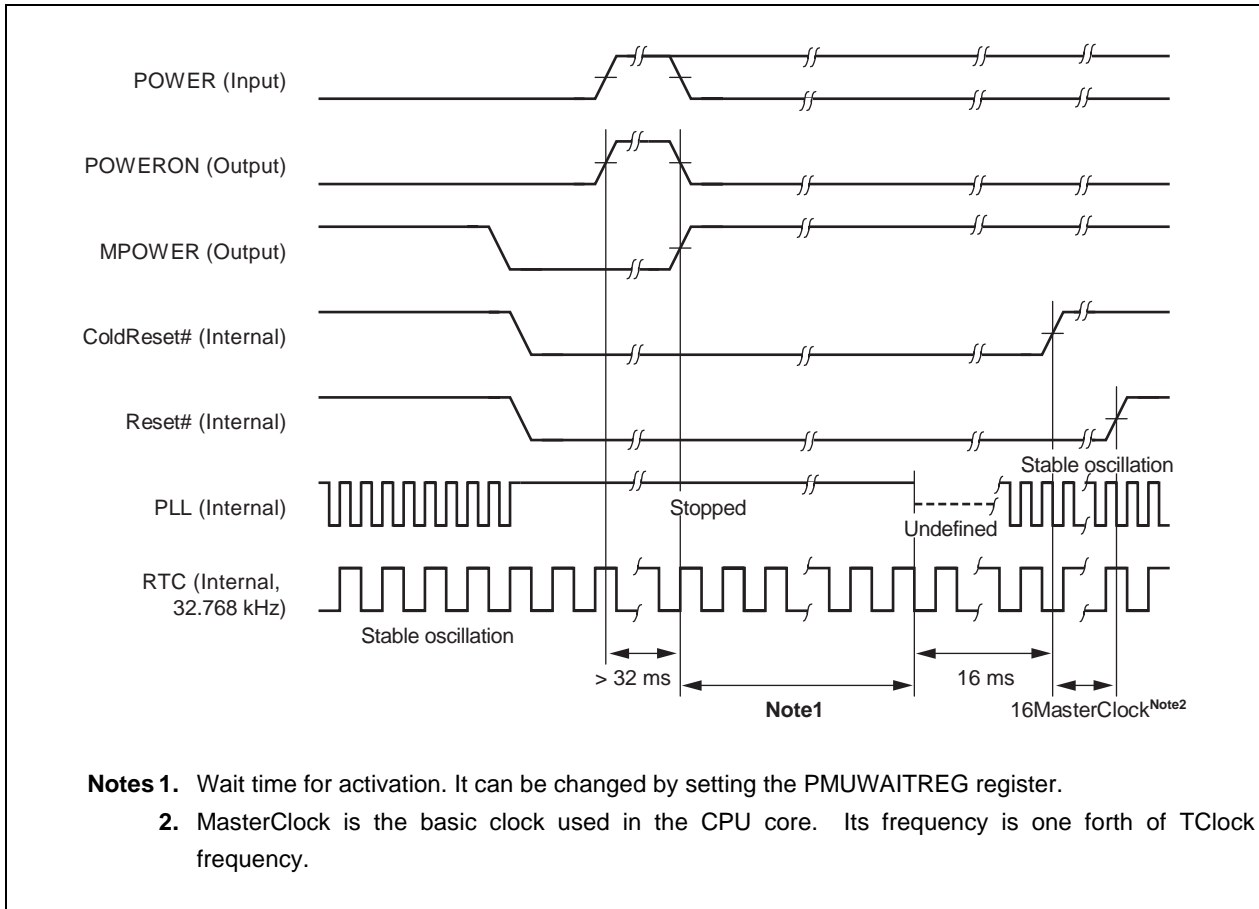 POWER (Input)
POWERON (Output)
MPOWER (Output)
ColdReset# (Internal)
Reset# (Internal)
Stable oscillation
PLL (Internal)
Stopped
Undefined
RTC (Internal,
32.768 kHz)
Stable oscillation
> 32 ms
16 ms
Note1
16MasterClockNote2
Notes 1. Wait time for activation. It can be changed by setting the PMUWAITREG register.
2. MasterClock is the basic clock used in the CPU core. Its frequency is one forth of TClock
frequency.